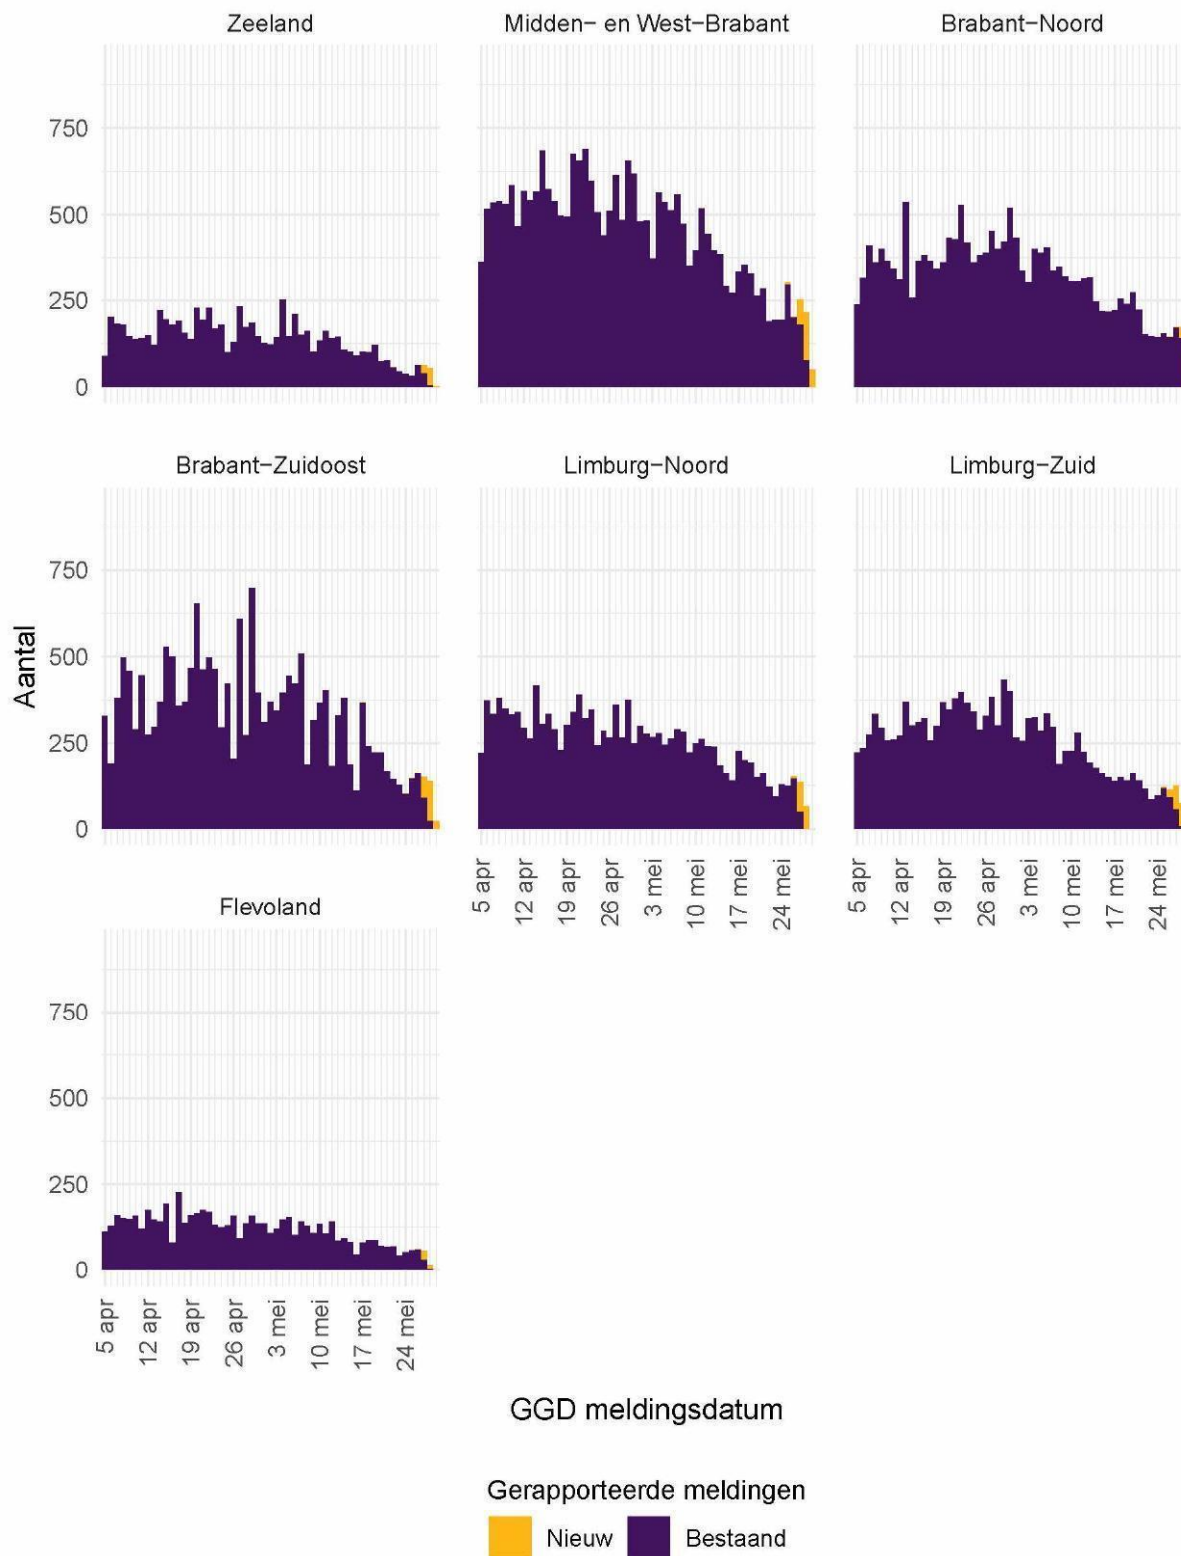 Zeeland
Midden- en West-Brabant
Brabant-Noord
750
500
250
0
Brabant-Zuidoost
Limburg-Noord
Limburg-Zuid
Aantal
750
500
250
0
5 apr
12 apr
19 apr
26 apr
3 mei
10 mei
17 mei
24 mei
5 apr
12 apr
19 apr
26 apr
3 mei
10 mei
17 mei
24 mei
Flevoland
750
500
250
0
5 apr
12 apr
19 apr
26 apr
3 mei
10 mei
17 mei
24 mei
GGD meldingsdatum
Gerapporteerde meldingen
Nieuw
Bestaand